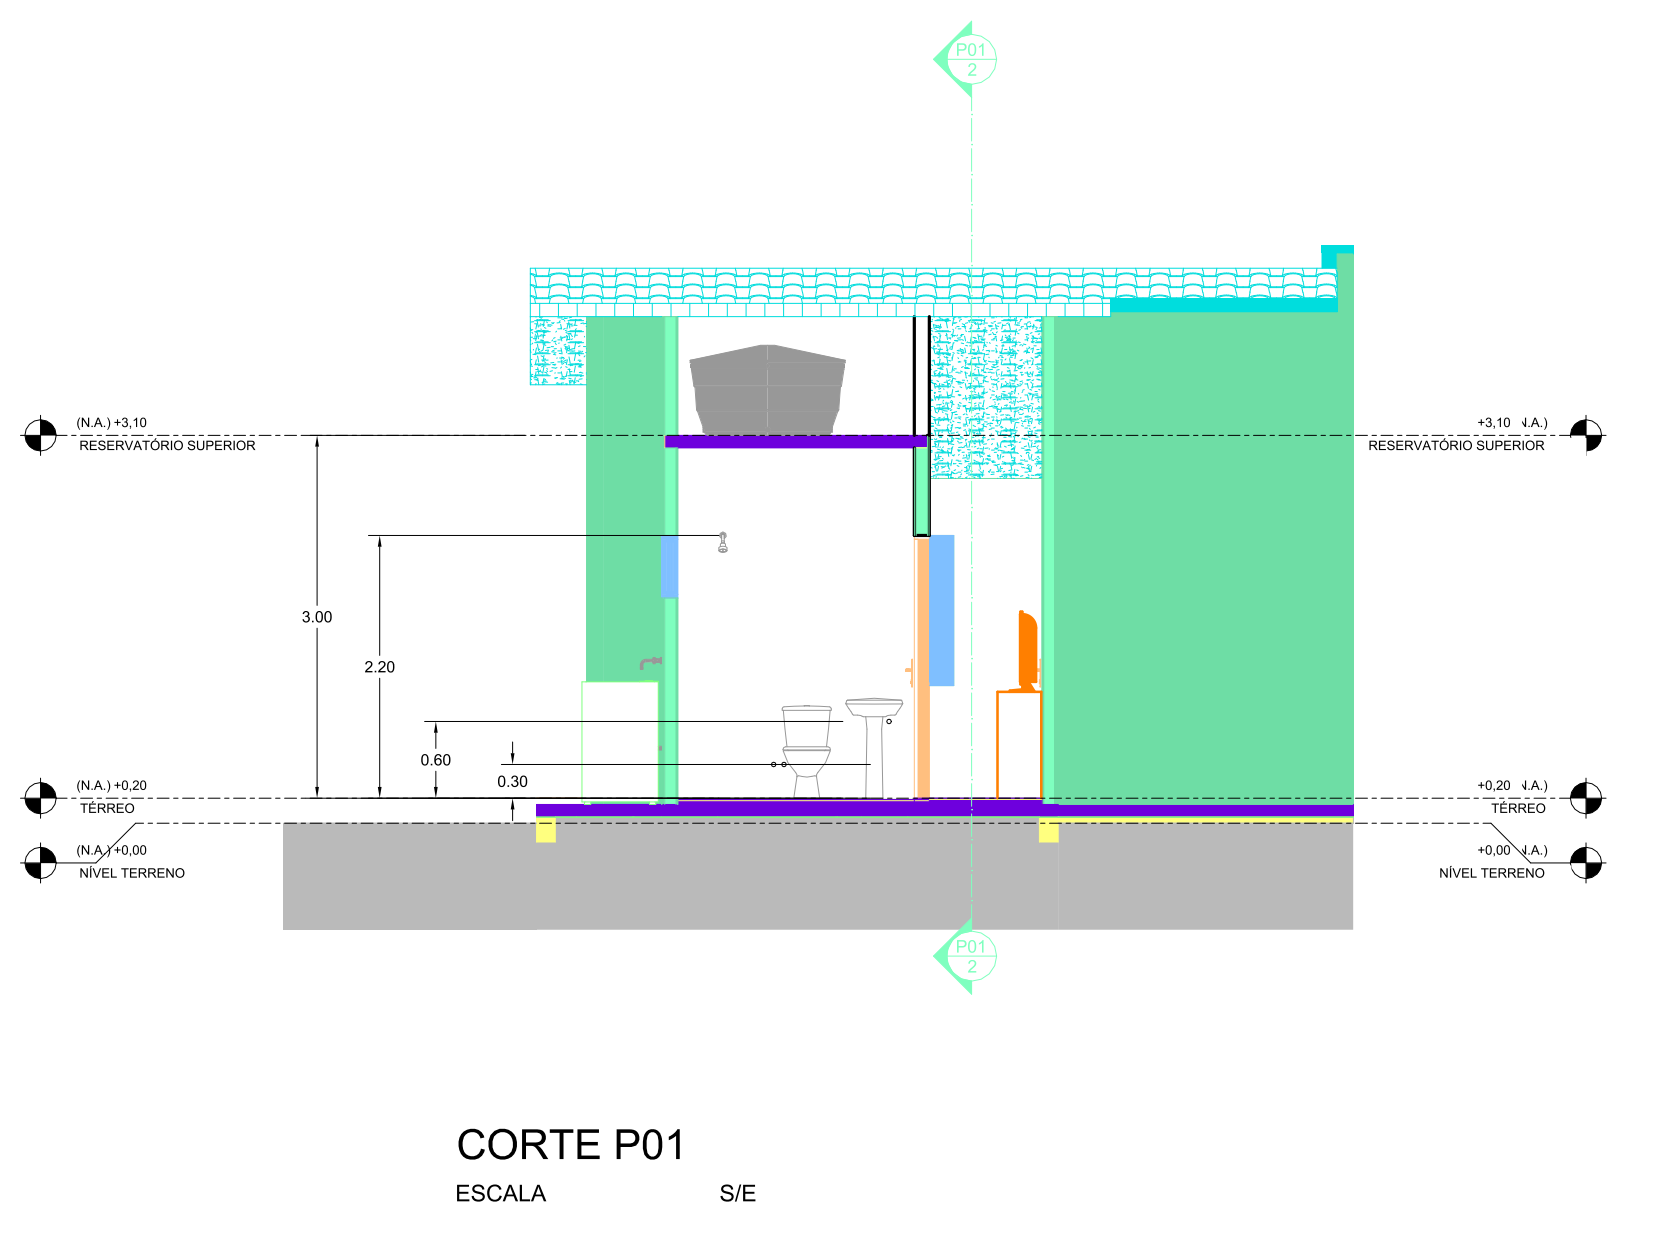 P01
2
(N.A.) +3,10
RESERVATÓRIO SUPERIOR
+3,10 N.A.)
RESERVATÓRIO SUPERIOR
3.00
2.20
0.60
0.30
(N.A.) +0,20
TÉRREO
+0,20 N.A.)
TÉRREO
(N.A.) +0,00
NÍVEL TERRENO
+0,00 N.A.)
NÍVEL TERRENO
P01
2
CORTE P01
ESCALA S/E